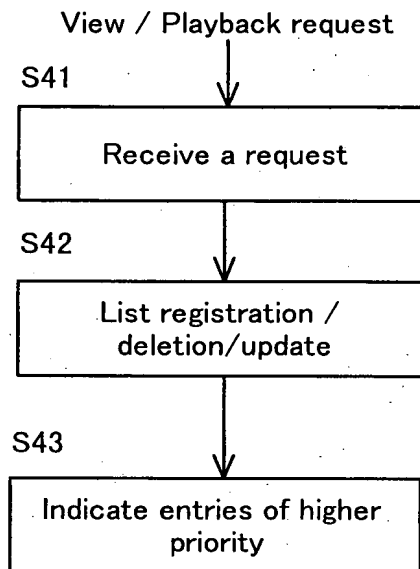 View / Playback request
S41
Receive a request
S42
List registration /
deletion/update
S43
Indicate entries of higher
priority